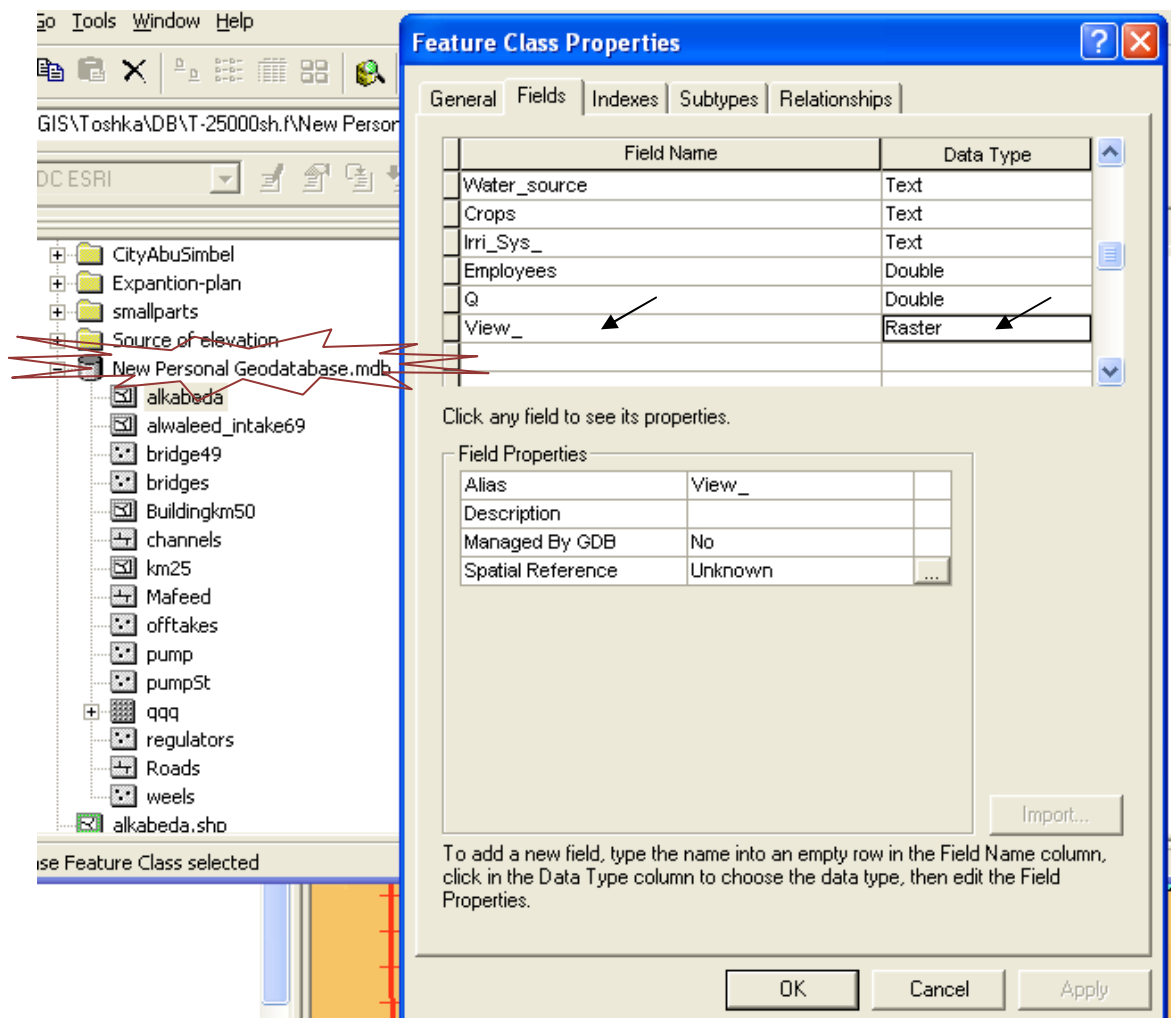 Go Tools Window Help
GIS\Toshka\DB\T-25000sh.f\New Person
DC ESRI
CityAbuSimbel
Expantion-plan
smallparts
Source of elevation
New Personal Geodatabase.mdb
alkabeda
alwaleed_intake69
bridge49
bridges
Buildingkm50
channels
km25
Mafeed
offtakes
pump
pumpSt
qqq
regulators
Roads
weels
alkabeda.shp
se Feature Class selected
Feature Class Properties
General Fields Indexes Subtypes Relationships
Field Name Data Type
Water_source Text
Crops Text
Irri_Sys_ Text
Employees Double
Q Double
View_ Raster
Click any field to see its properties.
Field Properties
Alias View_
Description
Managed By GDB No
Spatial Reference Unknown ...
Import...
To add a new field, type the name into an empty row in the Field Name column,
click in the Data Type column to choose the data type, then edit the Field
Properties.
OK Cancel Apply